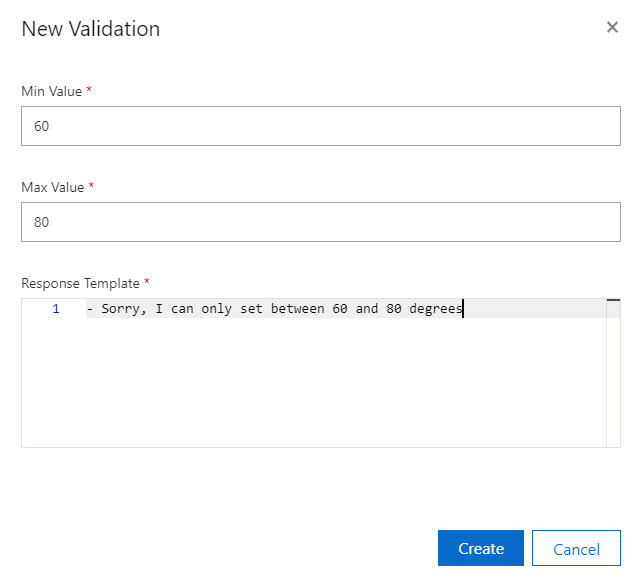 New Validation ×
Min Value *
60
Max Value *
80
Response Template *
1 - Sorry, I can only set between 60 and 80 degrees
Create Cancel